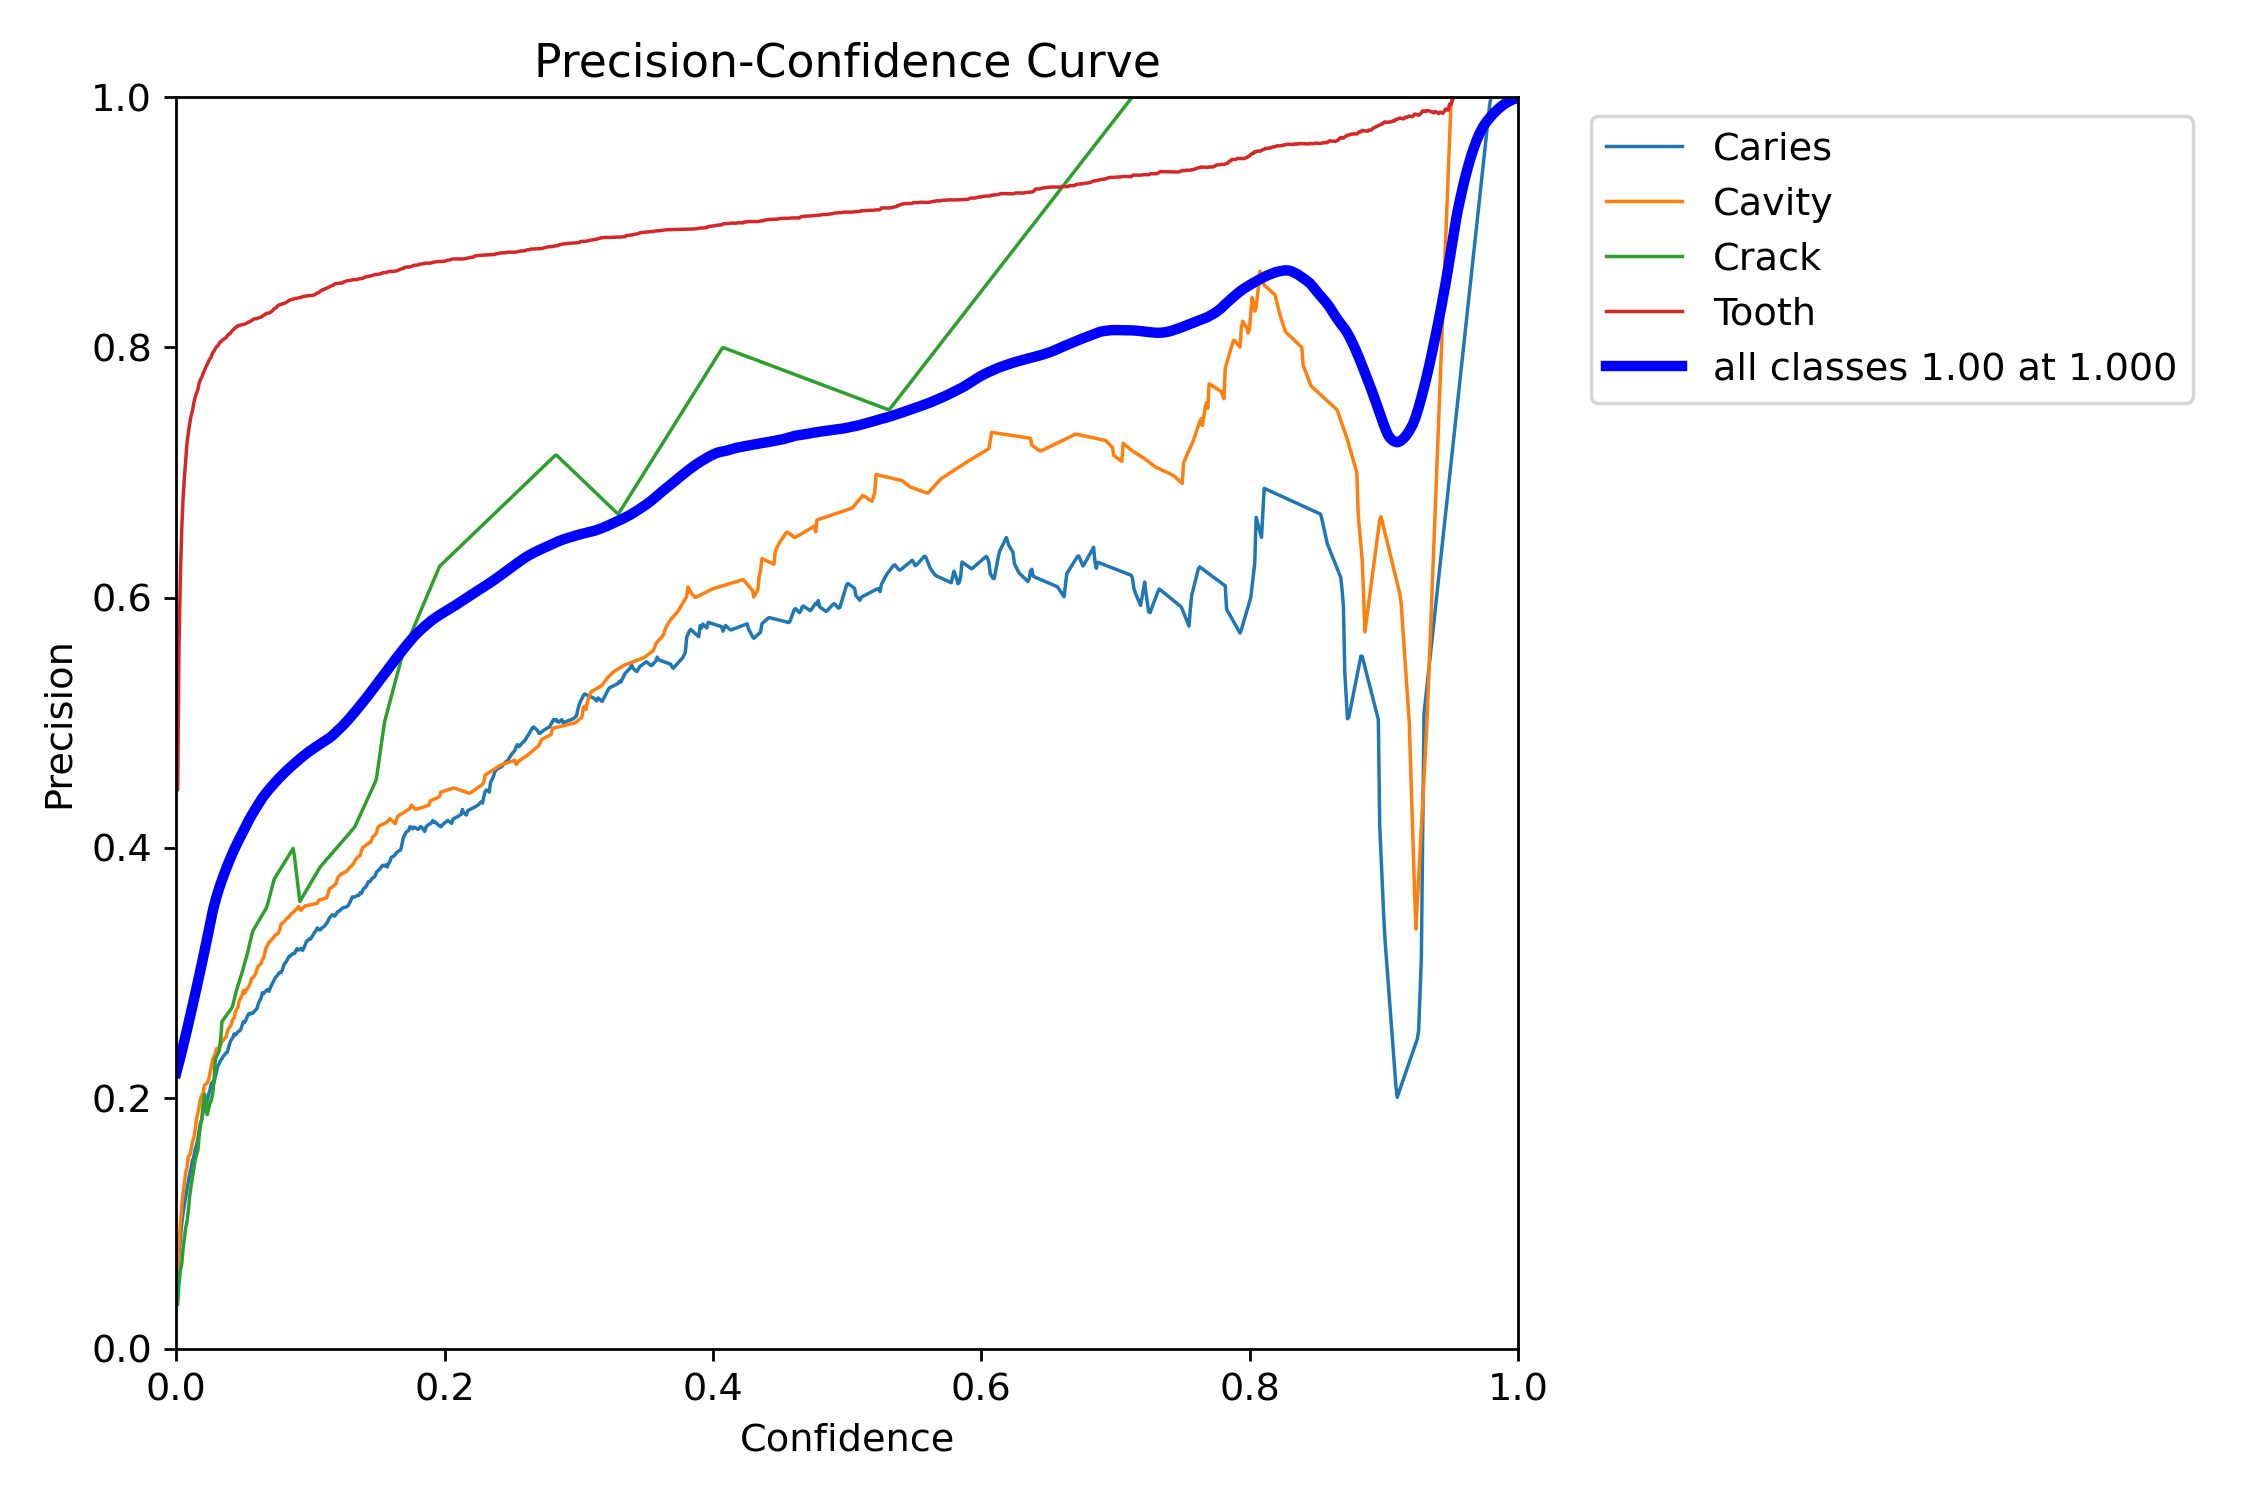 Precision-Confidence Curve
1.0
0.8
0.6
0.4
0.2
0.0
Precision
0.0 0.2 0.4 0.6 0.8 1.0
Confidence
Caries
Cavity
Crack
Tooth
all classes 1.00 at 1.000